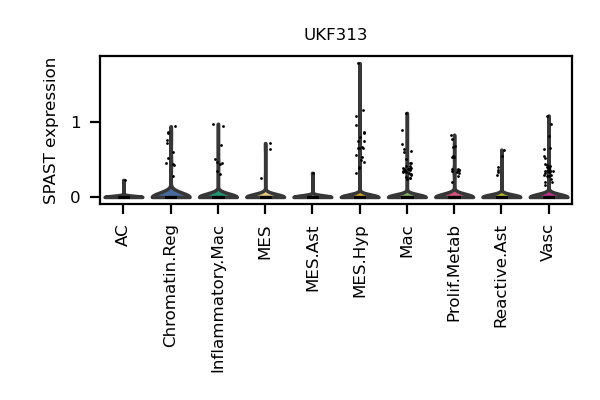 UKF313
SPAST expression
1
0
AC
Chromatin.Reg
Inflammatory.Mac
MES
MES.Ast
MES.Hyp
Mac
Prolif.Metab
Reactive.Ast
Vasc